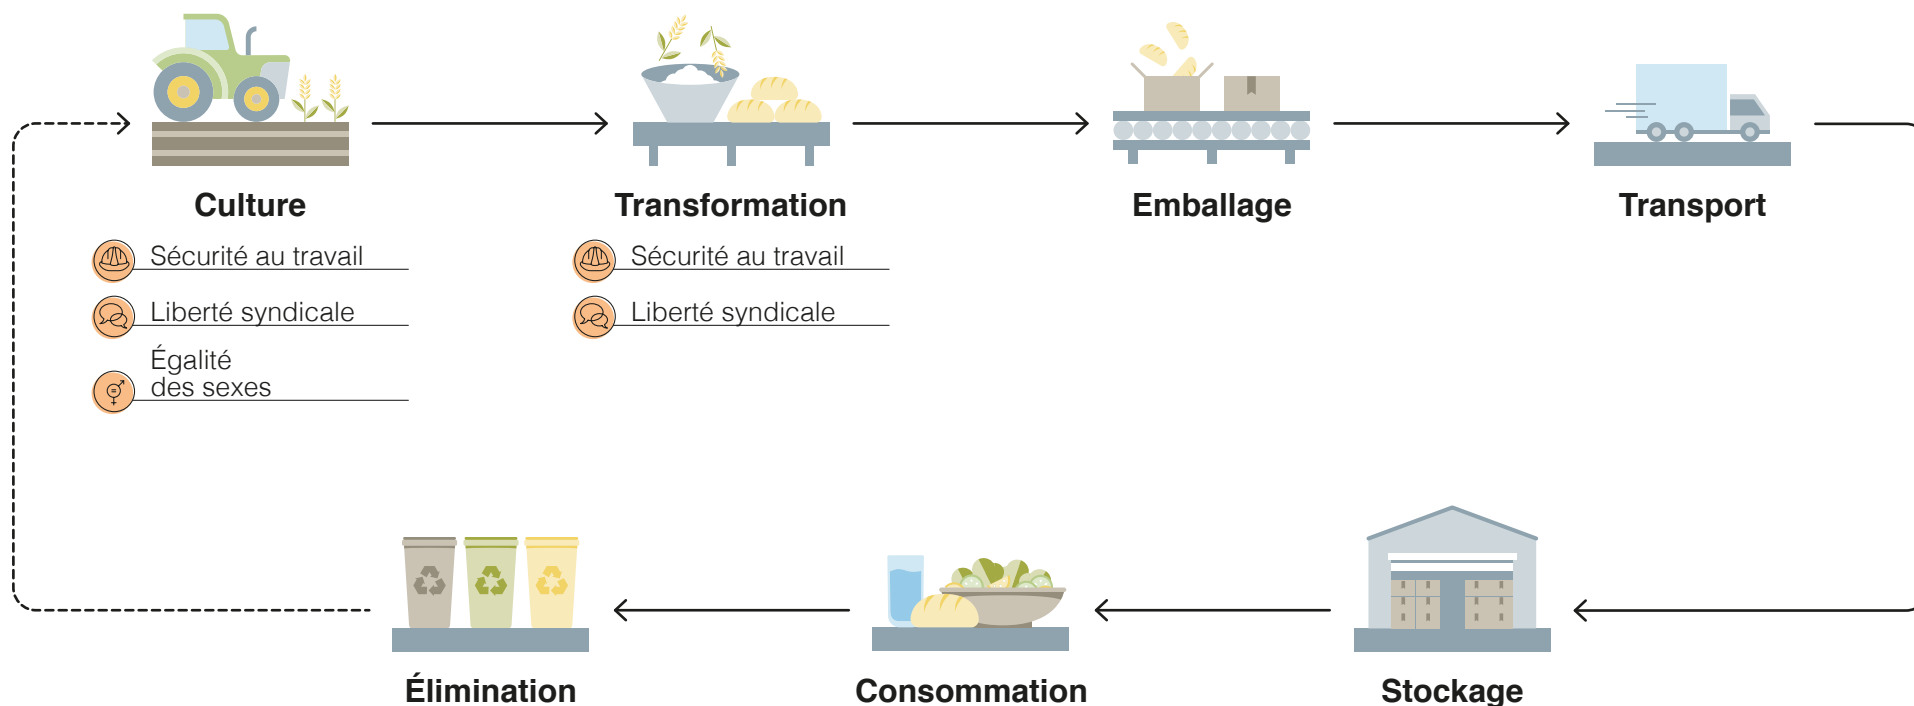 Culture
Transformation
Emballage
Transport
Sécurité au travail
Liberté syndicale
Égalité
des sexes
Sécurité au travail
Liberté syndicale
Élimination
Consommation
Stockage